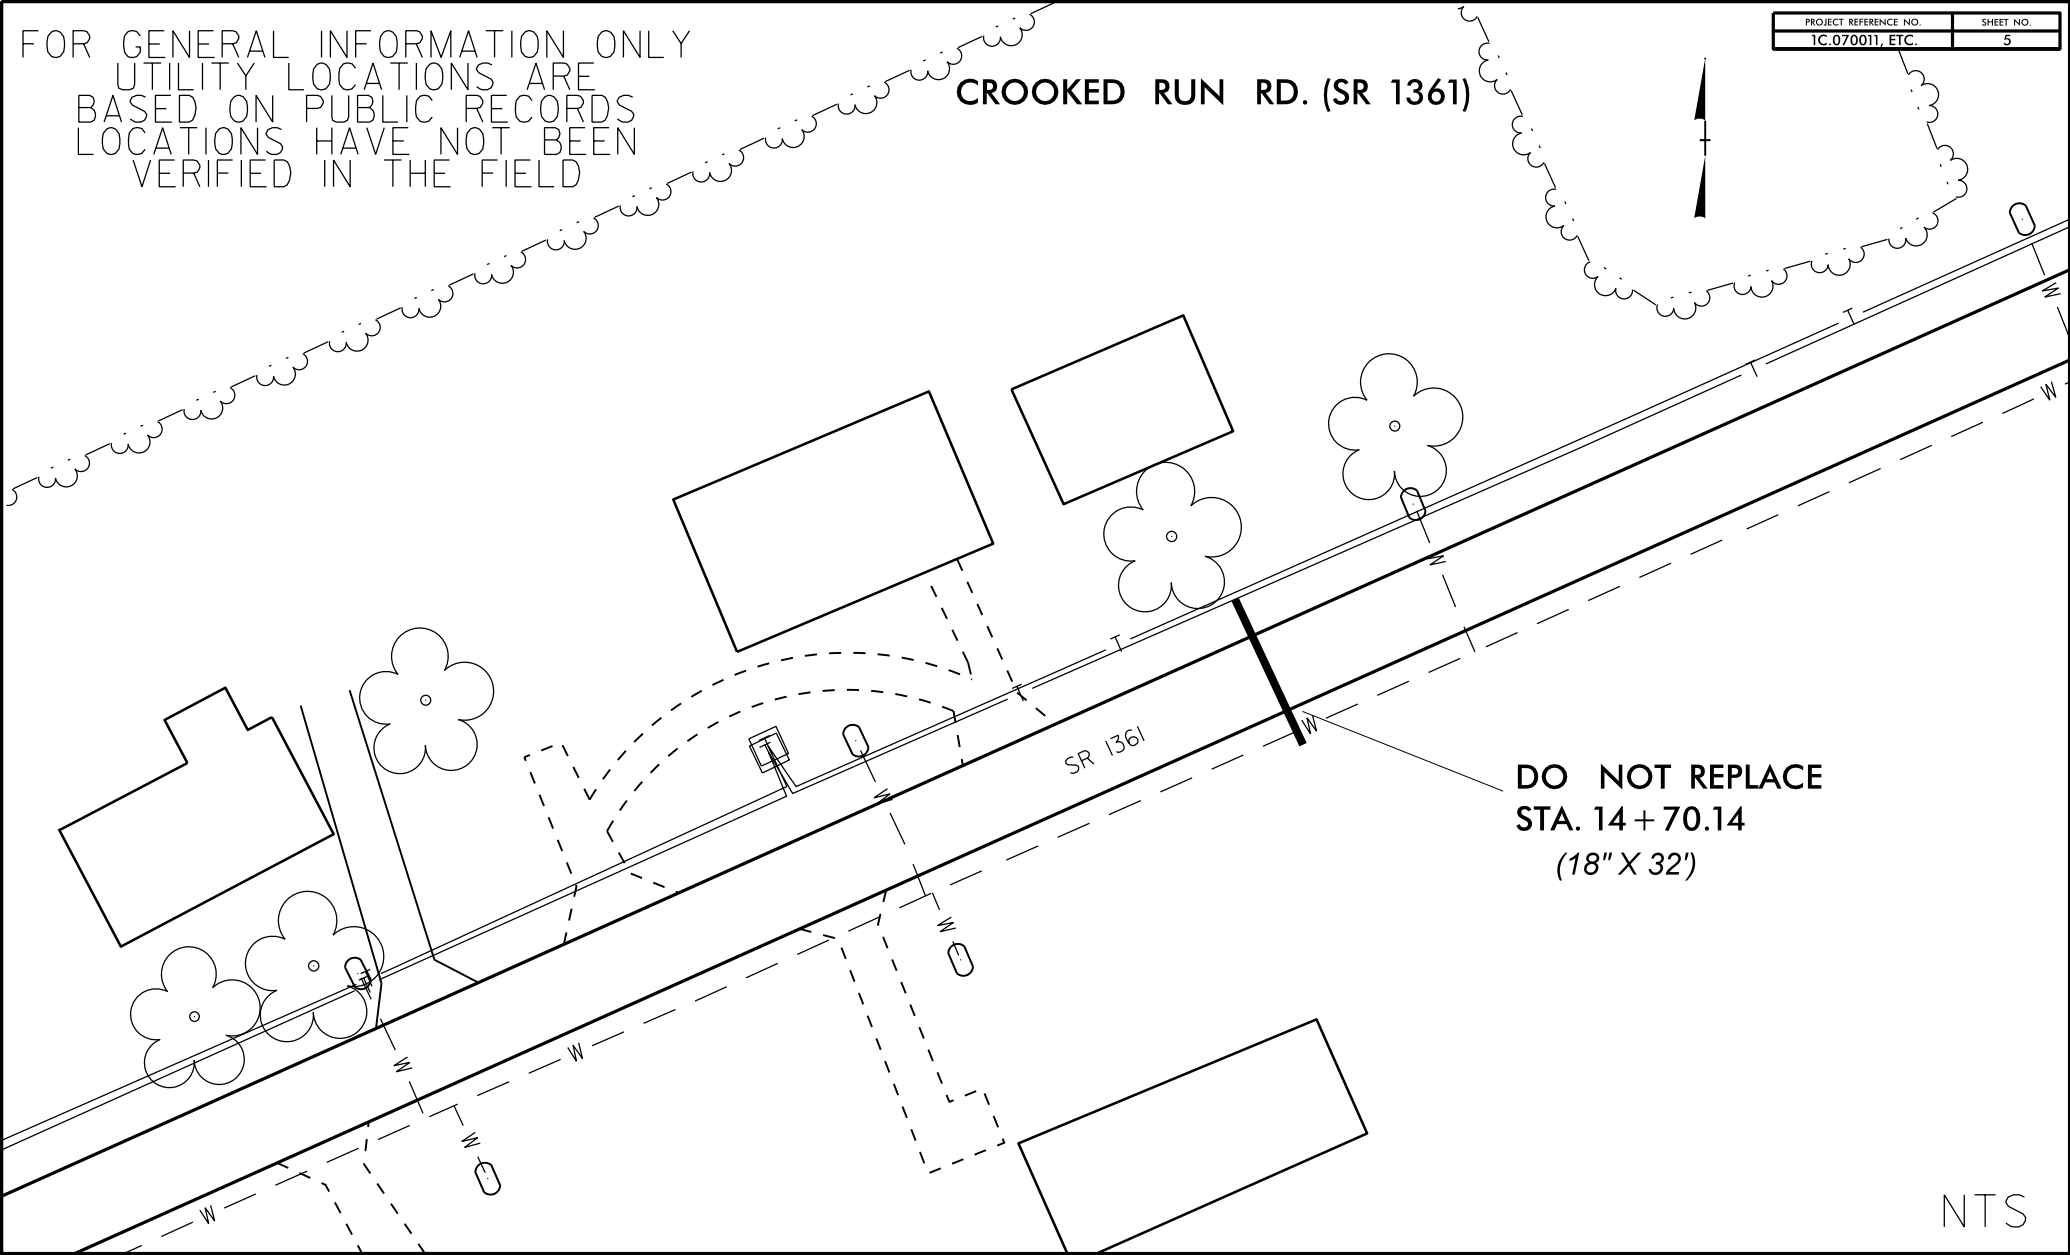 FOR GENERAL INFORMATION ONLY
UTILITY LOCATIONS ARE
BASED ON PUBLIC RECORDS
LOCATIONS HAVE NOT BEEN
VERIFIED IN THE FIELD
CROOKED RUN RD. (SR 1361)
PROJECT REFERENCE NO. SHEET NO.
1C.070011, ETC. 5
W
T
T
W
W
T
T
SR 1361
W
W
T
DO NOT REPLACE
STA. 14+70.14
(18" X 32')
W
T
T
W
W
W
W
NTS